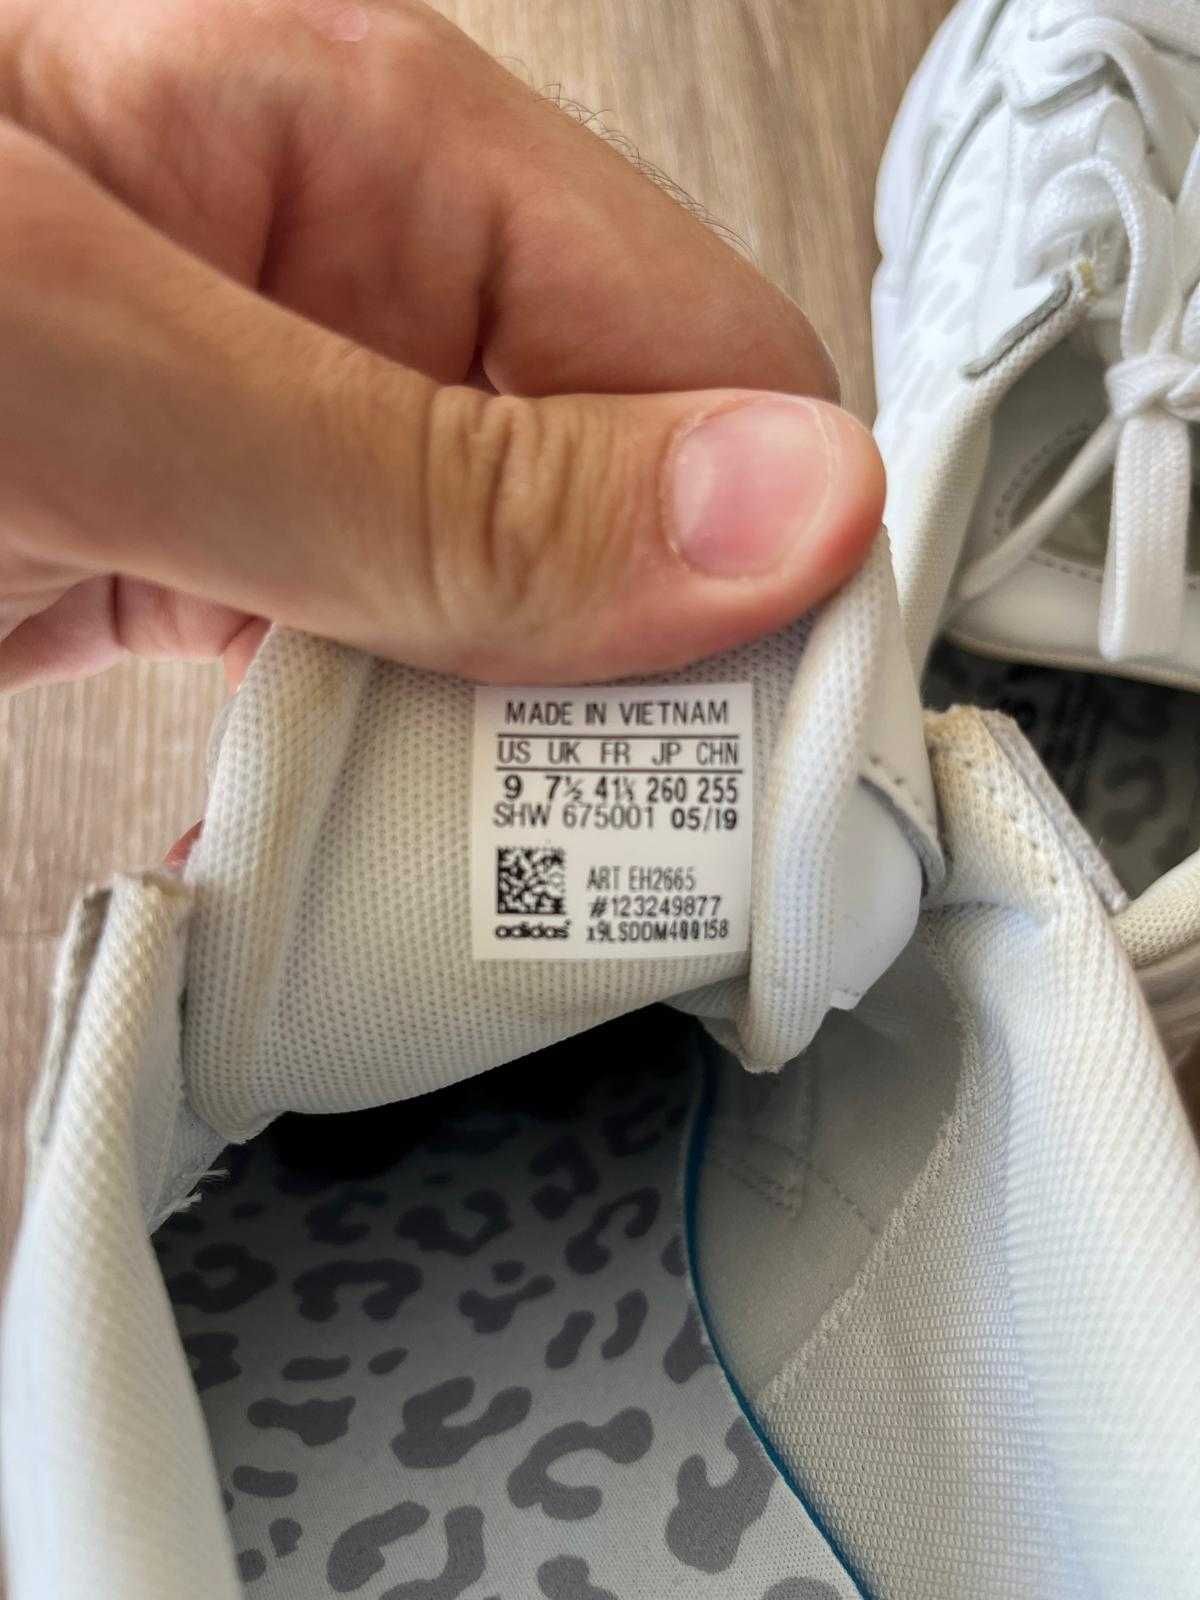 MADE IN VIETNAM
US UK FR JP CHN
9 7½ 41⅓ 260 255
SHW 675001 05/19
ART EH2665
#123249877
adidas